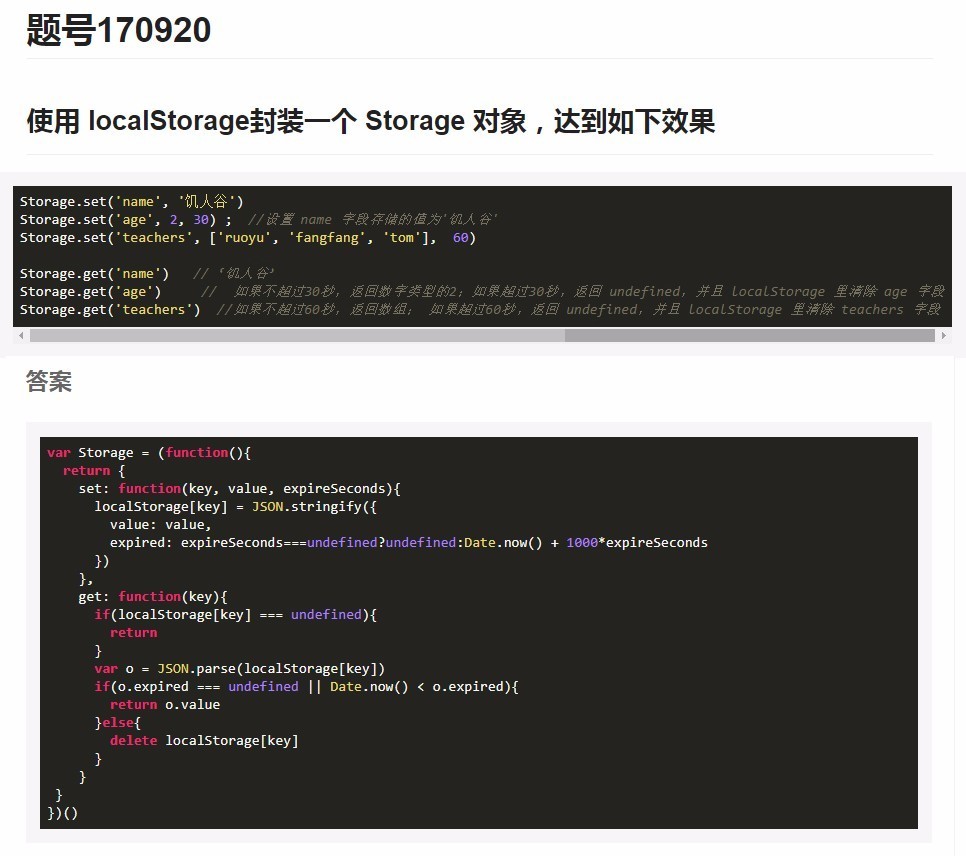 题号170920
使用 localStorage封装一个 Storage 对象，达到如下效果
Storage.set('name', '饥人谷')
Storage.set('age', 2, 30) ;  //设置 name 字段存储的值为'饥人谷'
Storage.set('teachers', ['ruoyu', 'fangfang', 'tom'],  60)
Storage.get('name')   // ‘饥人谷’
Storage.get('age')     //  如果不超过30秒，返回数字类型的2；如果超过30秒，返回 undefined，并且 localStorage 里清除 age 字段
Storage.get('teachers')  //如果不超过60秒，返回数组； 如果超过60秒，返回 undefined，并且 localStorage 里清除 teachers 字段
答案
var Storage = (function(){
  return {
    set: function(key, value, expireSeconds){
      localStorage[key] = JSON.stringify({
        value: value,
        expired: expireSeconds===undefined?undefined:Date.now() + 1000*expireSeconds
      })
    },
    get: function(key){
      if(localStorage[key] === undefined){
        return
      }
      var o = JSON.parse(localStorage[key])
      if(o.expired === undefined || Date.now() < o.expired){
        return o.value
      }else{
        delete localStorage[key]
      }
    }
 }
})()